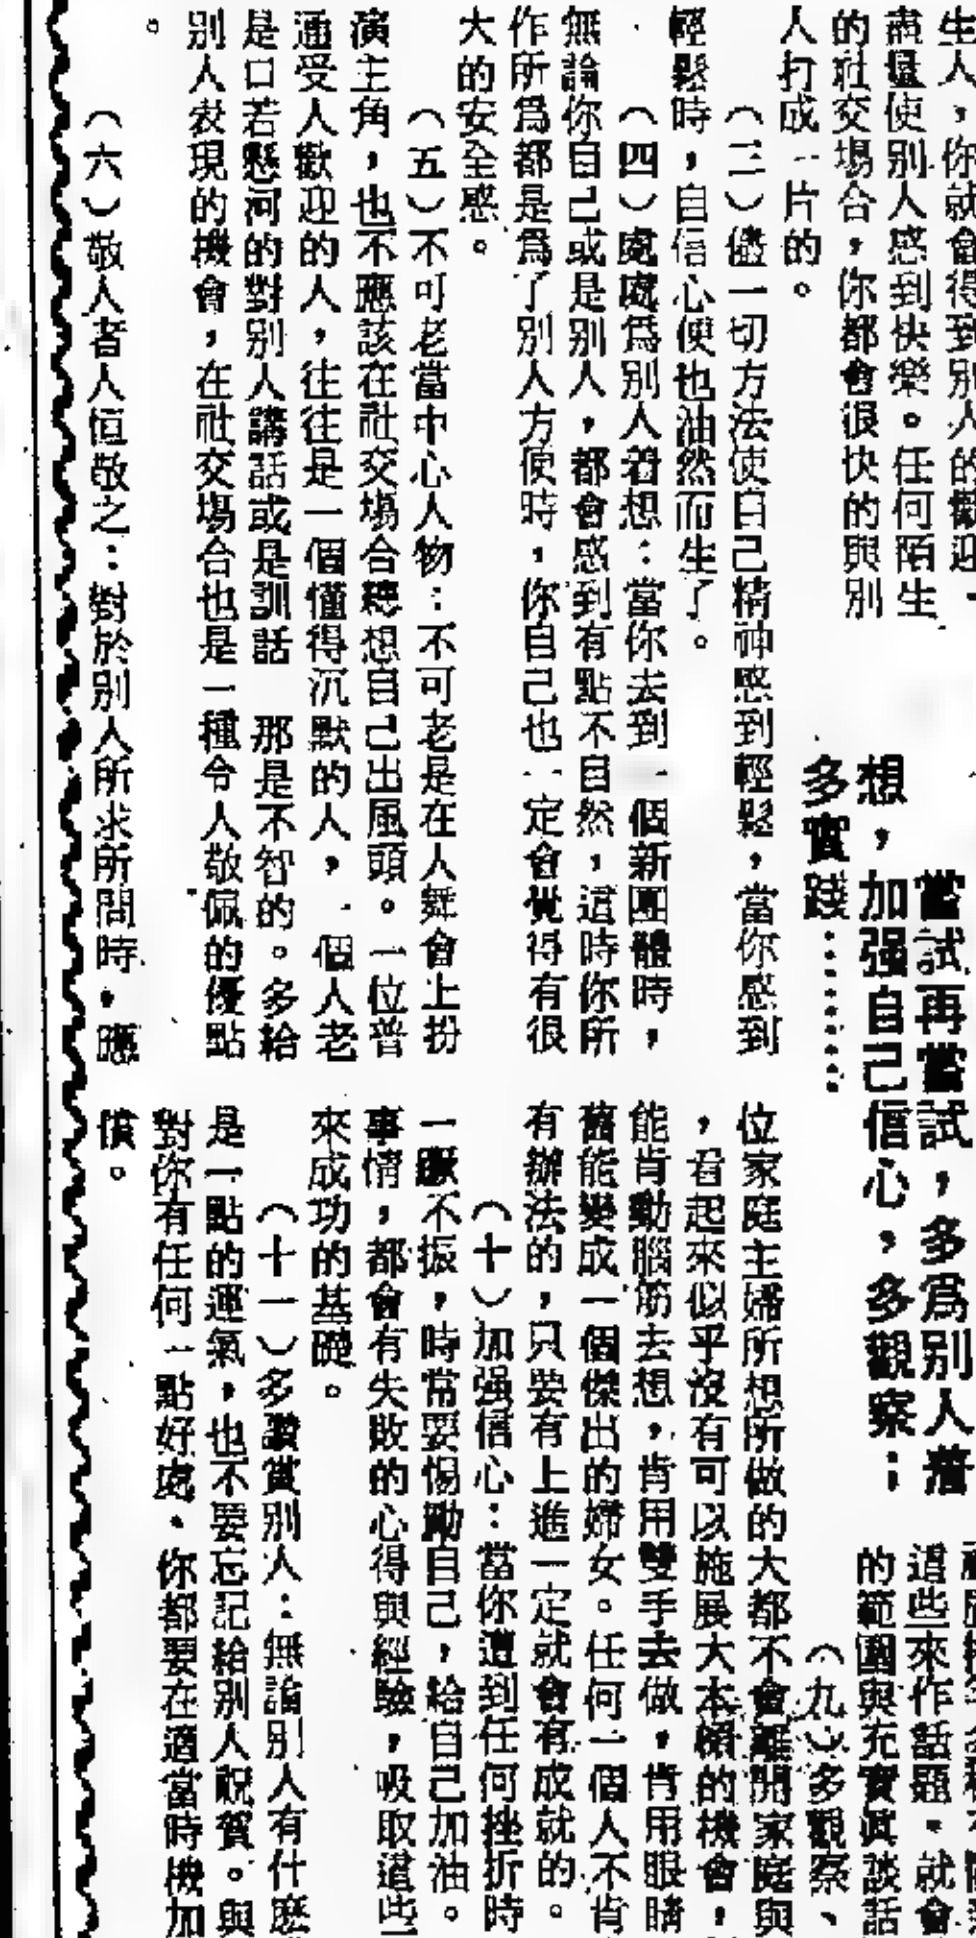 生人，你就會得到別人的歡迎，
盡量使別人感到快樂。任何陌生
的社交場合，你都會很快的與別
人打成一片的。
（三）儘一切方法使自己精神感到輕鬆，當你感到
輕鬆時，自信心便也油然而生了。
（四）處處爲別人着想：當你去到一個新團體時，
無論你自己或是別人，都會感到有點不自然，這時你所
作所爲都是爲了別人方便時，你自己也一定會覺得有很
大的安全感。
（五）不可老當中心人物：不可老是在人舞會上扮
演主角，也不應該在社交場合聽想自己出風頭。一位普
通受人歡迎的人，往往是一個懂得沉默的人，一個人老
是口若懸河的對別人講話或是訓話　那是不智的。多給
別人表現的機會，在社交場合也是一種令人敬佩的優點
。
（六）敬人者人恒敬之：對於別人所求所問時，應
嘗試再嘗試，多爲別人着
想，加强自己信心，多觀察；
多實踐⋯⋯
位家庭主婦所想所做的大都不會離開家庭與
，看起來似乎沒有可以施展大本領的機會，
能肯動腦筋去想，肯用雙手去做，肯用眼睛
舊能變成一個傑出的婦女。任何一個人不肯
有辦法的，只要有上進一定就會有成就的。
（十）加强信心：當你遭到任何挫折時
一蹶不振，時常要惕勵自己，給自己加油。
事情，都會有失敗的心得與經驗，吸取這些
來成功的基礎。
（十一）多讚賞別人：無論別人有什麼
是一點的運氣，也不要忘記給別人祝賀。與
對你有任何一點好處，你都要在適當時機加
償。
這些來作話題。就會
的範圍與充實眞談話
（九）多觀察、